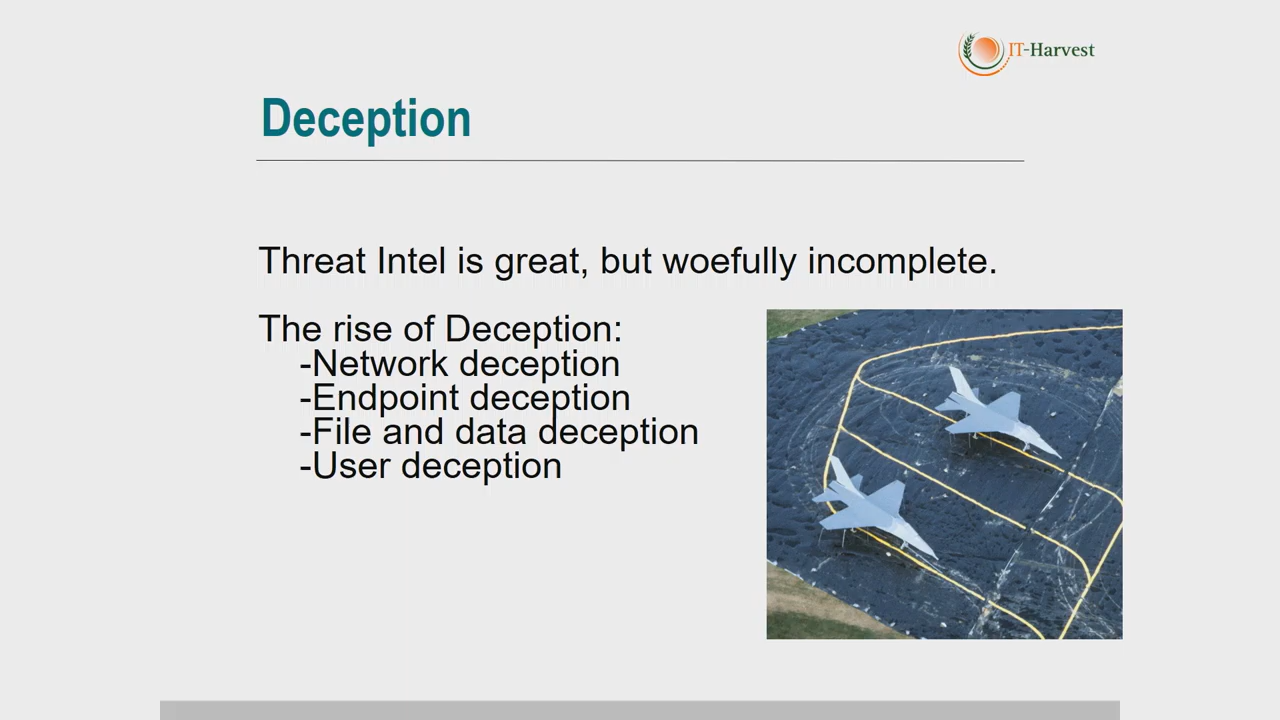 IT-Harvest
Deception
Threat Intel is great, but woefully incomplete.
The rise of Deception:
-Network deception
-Endpoint deception
-File and data deception
-User deception